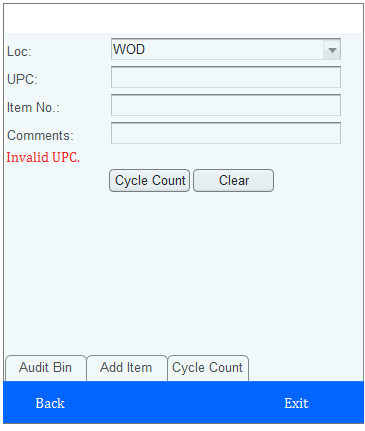 Loc: WOD
UPC:
Item No.:
Comments:
Invalid UPC.
Cycle Count Clear
Audit Bin Add Item Cycle Count
Back Exit